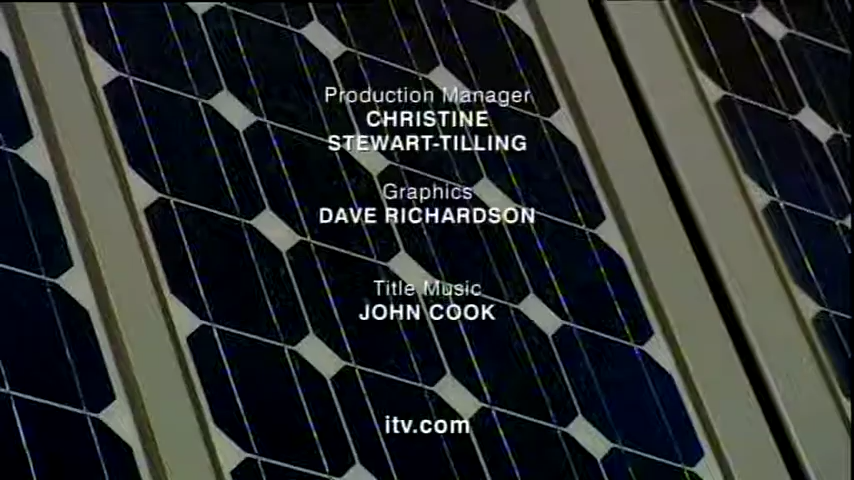 Production Manager
CHRISTINE
STEWART-TILLING
Graphics
DAVE RICHARDSON
Title Music
JOHN COOK
itv.com